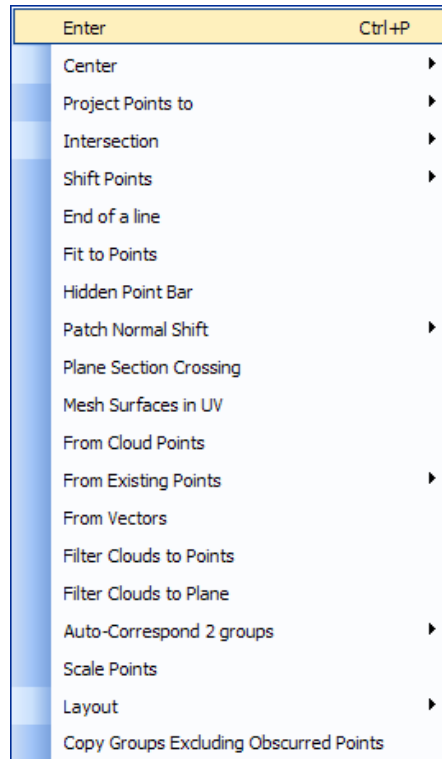 Enter Ctrl+P
Center
Project Points to
Intersection
Shift Points
End of a line
Fit to Points
Hidden Point Bar
Patch Normal Shift
Plane Section Crossing
Mesh Surfaces in UV
From Cloud Points
From Existing Points
From Vectors
Filter Clouds to Points
Filter Clouds to Plane
Auto-Correspond 2 groups
Scale Points
Layout
Copy Groups Excluding Obscurred Points